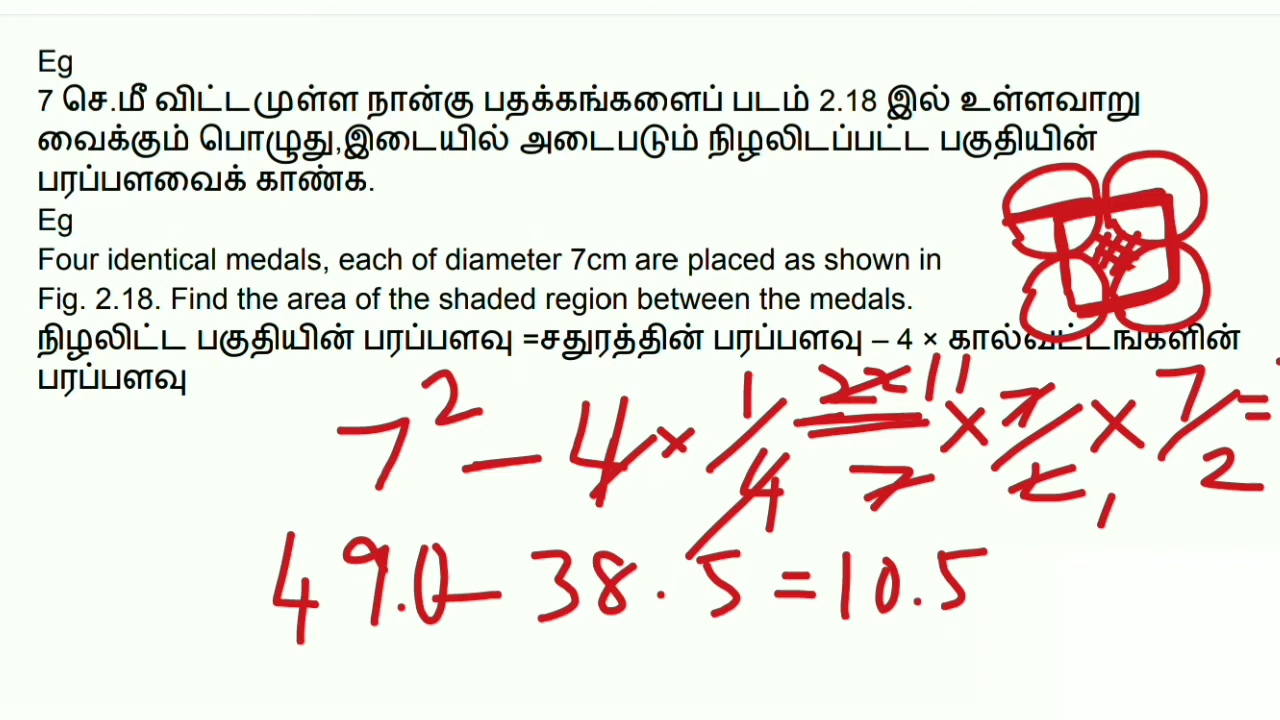 Eg
7 செ.மீ விட்டமுள்ள நான்கு பதக்கங்களைப் படம் 2.18 இல் உள்ளவாறு
வைக்கும் பொழுது,இடையில் அடைபடும் நிழலிடப்பட்ட பகுதியின்
பரப்பளவைக் காண்க.
Eg
Four identical medals, each of diameter 7cm are placed as shown in
Fig. 2.18. Find the area of the shaded region between the medals.
நிழலிட்ட பகுதியின் பரப்பளவு =சதுரத்தின் பரப்பளவு – 4 × கால்வட்டங்களின்
பரப்பளவு
7² – 4 × 1/4 22/7 11 × 7/2 1 × 7/2 =
49.0 – 38.5 = 10.5